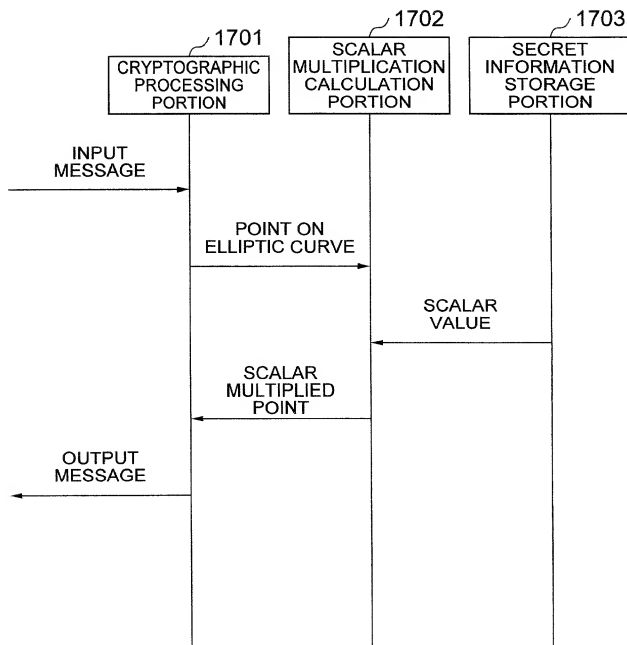 1701
1702
1703
CRYPTOGRAPHIC
PROCESSING
PORTION
SCALAR
MULTIPLICATION
CALCULATION
PORTION
SECRET
INFORMATION
STORAGE
PORTION
INPUT
MESSAGE
POINT ON
ELLIPTIC CURVE
SCALAR
VALUE
SCALAR
MULTIPLIED
POINT
OUTPUT
MESSAGE